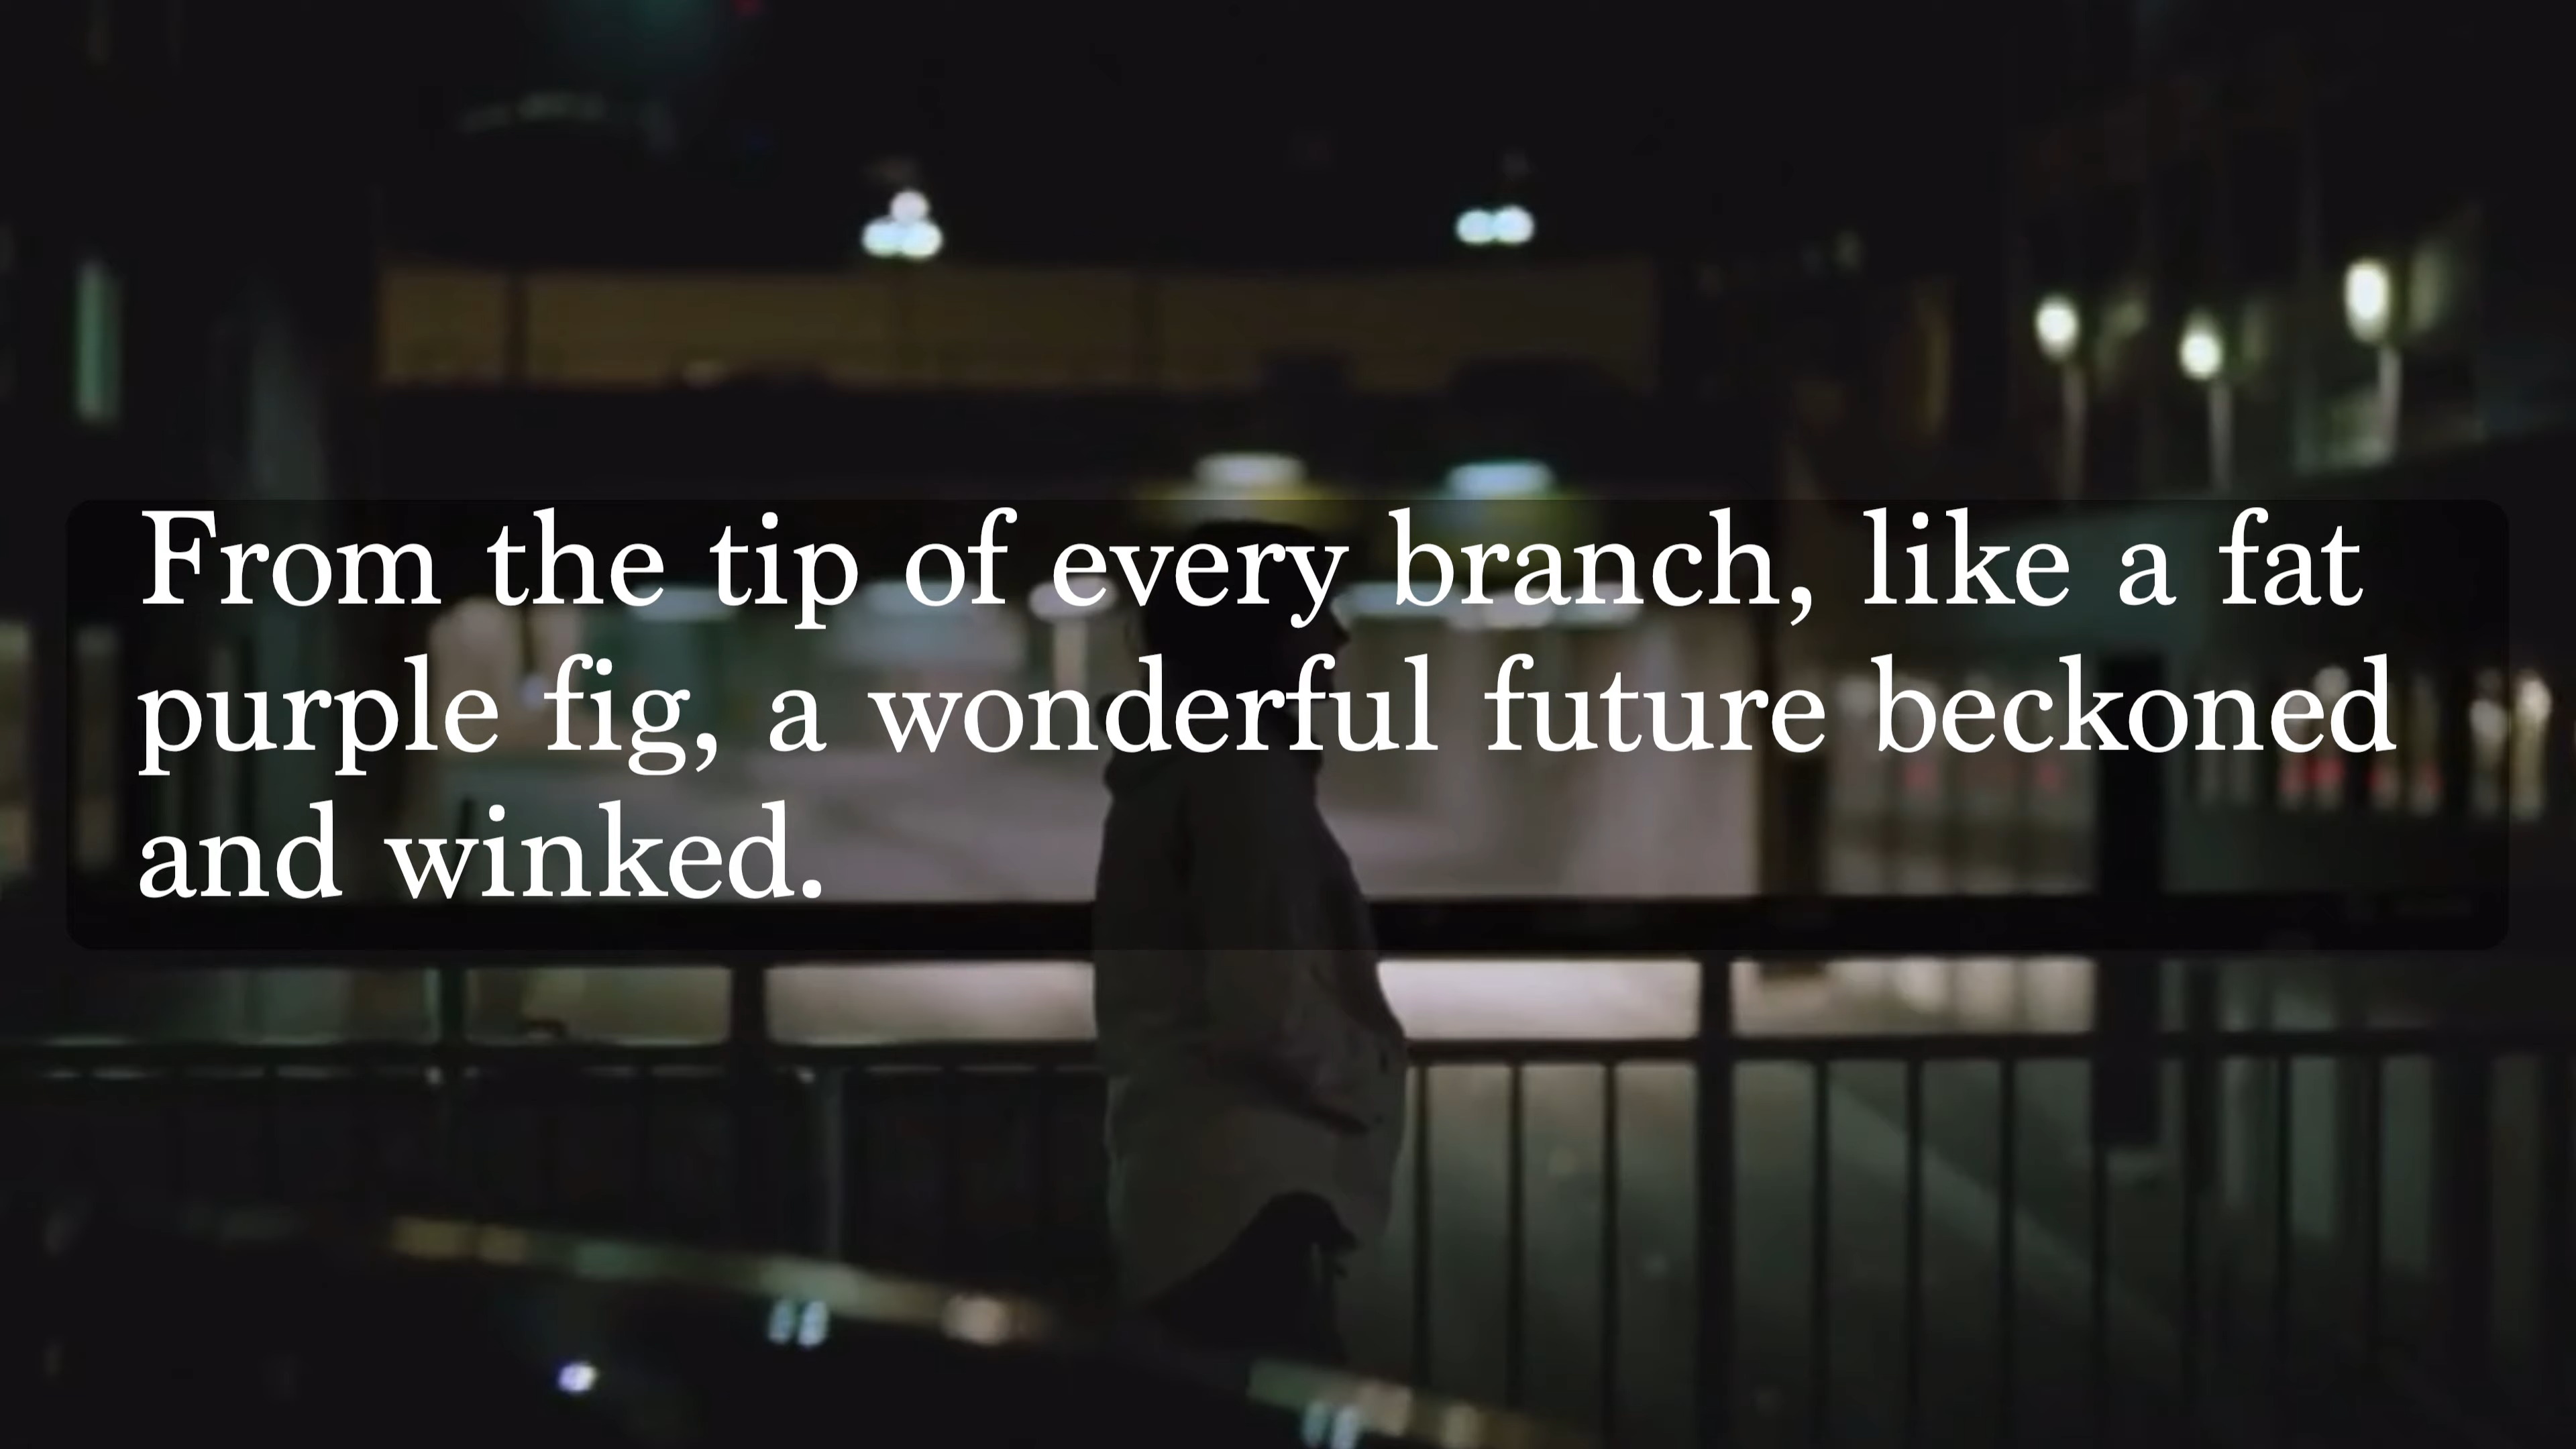 From the tip of every branch, like a fat
purple fig, a wonderful future beckoned
and winked.